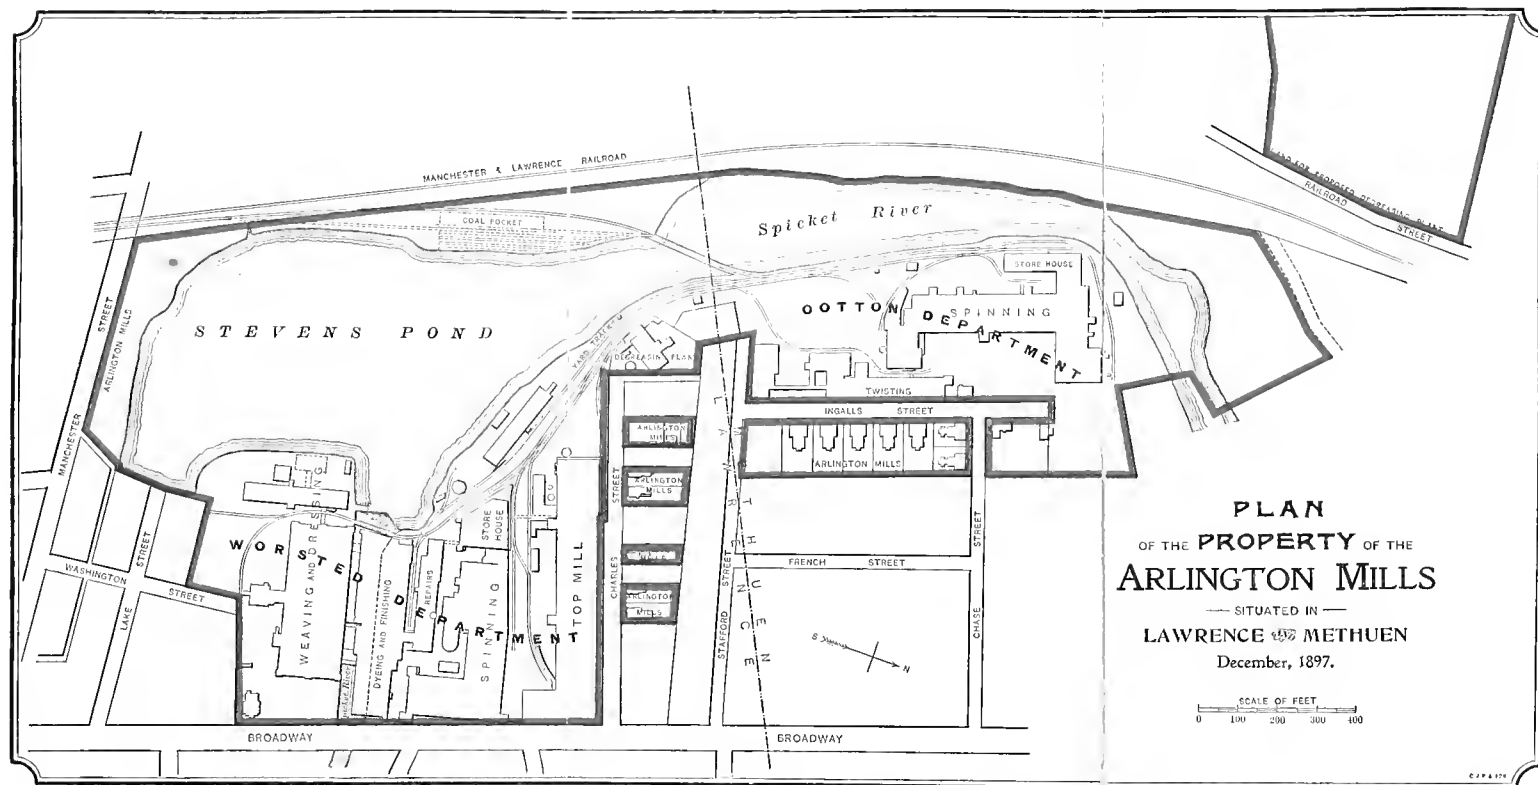 MANCHESTER & LAWRENCE RAILROAD
COAL POCKET
Spicket River
LAND FOR PROPOSED DEGREASING PLANT
RAILROAD STREET
STREET
ARLINGTON MILLS
MANCHESTER
STEVENS POND
YARD TRACK
DEGREASING PLANT
STORE HOUSE
COTTON DEPARTMENT
SPINNING
TWISTING
INGALLS STREET
ARLINGTON MILLS
ARLINGTON MILLS
ARLINGTON MILLS
ARLINGTON MILLS
LAWRENCE
METHUEN
WORSTED DEPARTMENT
WEAVING AND DRESSING
DYEING AND FINISHING
REPAIRS
SPINNING
STORE HOUSE
TOP MILL
CHARLES STREET
STAFFORD STREET
FRENCH STREET
CHASE STREET
WASHINGTON STREET
LAKE STREET
BROADWAY
BROADWAY
S
N
PLAN
OF THE PROPERTY OF THE
ARLINGTON MILLS
SITUATED IN
LAWRENCE AND METHUEN
December, 1897.
SCALE OF FEET
0 100 200 300 400